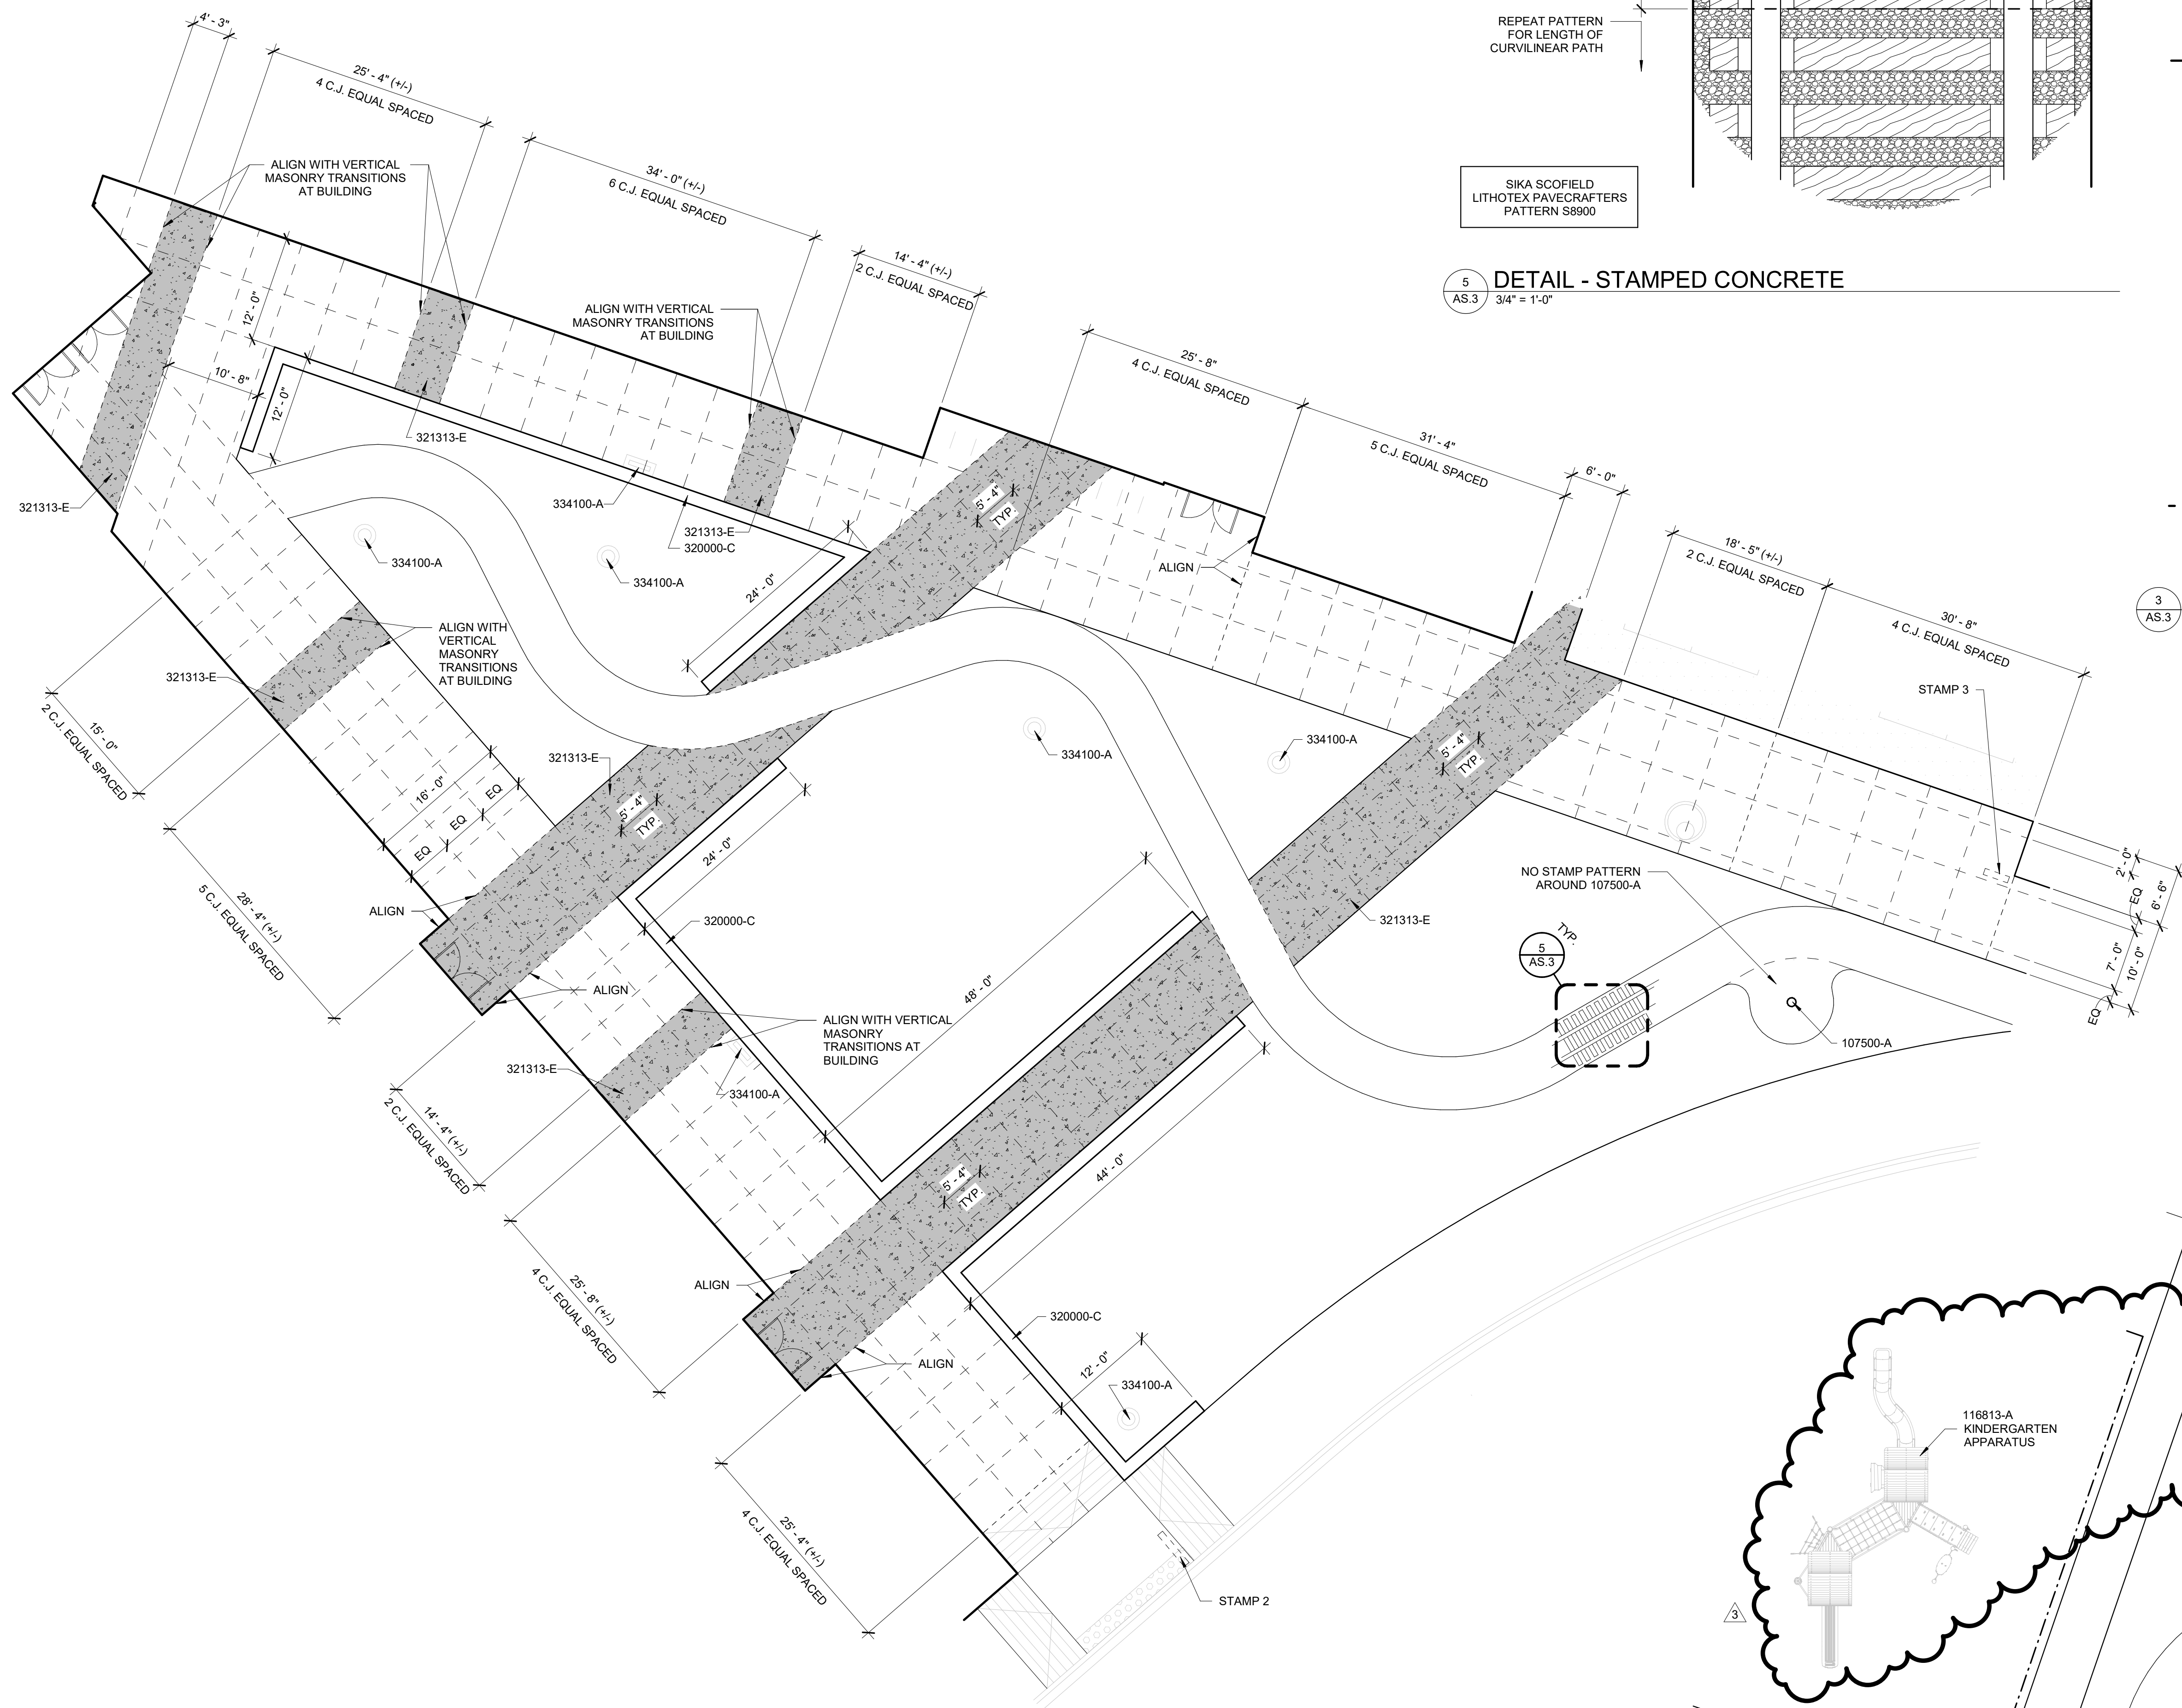 4' - 3"
25' - 4" (+/-)
4 C.J. EQUAL SPACED
ALIGN WITH VERTICAL
MASONRY TRANSITIONS
AT BUILDING
34' - 0" (+/-)
6 C.J. EQUAL SPACED
14' - 4" (+/-)
2 C.J. EQUAL SPACED
ALIGN WITH VERTICAL
MASONRY TRANSITIONS
AT BUILDING
REPEAT PATTERN
FOR LENGTH OF
CURVILINEAR PATH
SIKA SCOFIELD
LITHOTEX PAVECRAFTERS
PATTERN S8900
5
AS.3
DETAIL - STAMPED CONCRETE
3/4" = 1'-0"
12' - 0"
10' - 8"
12' - 0"
321313-E
321313-E
334100-A
321313-E
320000-C
334100-A
334100-A
24' - 0"
5' - 4"
TYP.
25' - 8"
4 C.J. EQUAL SPACED
31' - 4"
5 C.J. EQUAL SPACED
6' - 0"
ALIGN
18' - 5" (+/-)
2 C.J. EQUAL SPACED
30' - 8"
4 C.J. EQUAL SPACED
3
AS.3
STAMP 3
ALIGN WITH
VERTICAL
MASONRY
TRANSITIONS
AT BUILDING
321313-E
15' - 0"
2 C.J. EQUAL SPACED
321313-E
16' - 0"
EQ
EQ
EQ
5' - 4"
TYP.
24' - 0"
334100-A
334100-A
5' - 4"
TYP.
28' - 4" (+/-)
5 C.J. EQUAL SPACED
ALIGN
320000-C
321313-E
NO STAMP PATTERN
AROUND 107500-A
2' - 0"
EQ
6' - 6"
7' - 0"
10' - 0"
EQ
5
AS.3
TYP.
107500-A
ALIGN
48' - 0"
ALIGN WITH VERTICAL
MASONRY
TRANSITIONS AT
BUILDING
321313-E
334100-A
14' - 4" (+/-)
2 C.J. EQUAL SPACED
5' - 4"
TYP.
44' - 0"
25' - 8" (+/-)
4 C.J. EQUAL SPACED
ALIGN
320000-C
ALIGN
12' - 0"
334100-A
25' - 4" (+/-)
4 C.J. EQUAL SPACED
STAMP 2
116813-A
KINDERGARTEN
APPARATUS
3